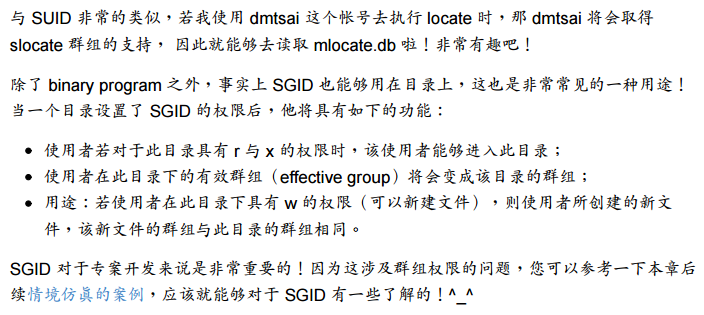 与 SUID 非常的类似，若我使用 dmtsai 这个帐号去执行 locate 时，那 dmtsai 将会取得
slocate 群组的支持， 因此就能够去读取 mlocate.db 啦！非常有趣吧！
除了 binary program 之外，事实上 SGID 也能够用在目录上，这也是非常常见的一种用途！
当一个目录设置了 SGID 的权限后，他将具有如下的功能：
● 使用者若对于此目录具有 r 与 x 的权限时，该使用者能够进入此目录；
● 使用者在此目录下的有效群组（effective group）将会变成该目录的群组；
● 用途：若使用者在此目录下具有 w 的权限（可以新建文件），则使用者所创建的新文
件，该新文件的群组与此目录的群组相同。
SGID 对于专案开发来说是非常重要的！因为这涉及群组权限的问题，您可以参考一下本章后
续情境仿真的案例，应该就能够对于 SGID 有一些了解的！^_^